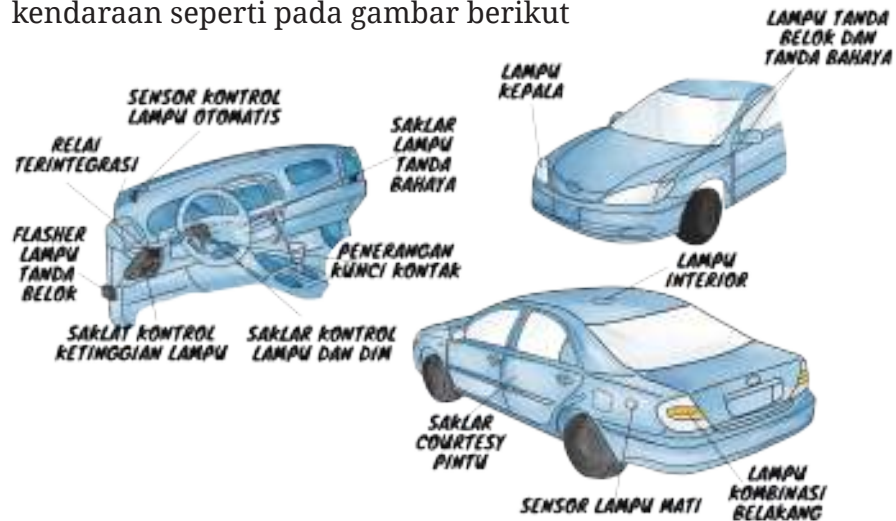 kendaraan seperti pada gambar berikut
LAMPU TANDA
BELOK DAN
TANDA BAHAYA
LAMPU
KEPALA
SENSOR KONTROL
LAMPU OTOMATIS
RELAI
TERINTEGRASI
SAKLAR
LAMPU
TANDA
BAHAYA
FLASHER
LAMPU
TANDA
BELOK
PENERANGAN
KUNCI KONTAK
SAKLAT KONTROL
KETINGGIAN LAMPU
SAKLAR KONTROL
LAMPU DAN DIM
LAMPU
INTERIOR
SAKLAR
COURTESY
PINTU
SENSOR LAMPU MATI
LAMPU
KOMBINASI
BELAKANG